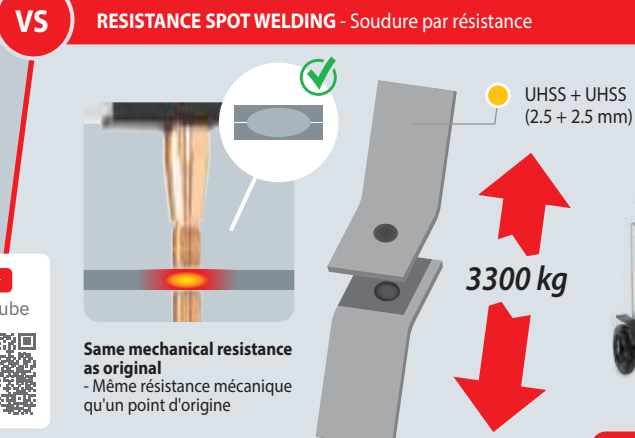 VS
RESISTANCE SPOT WELDING - Soudure par résistance
UHSS + UHSS
(2.5 + 2.5 mm)
3300 kg
Same mechanical resistance
as original
- Même résistance mécanique
qu'un point d'origine